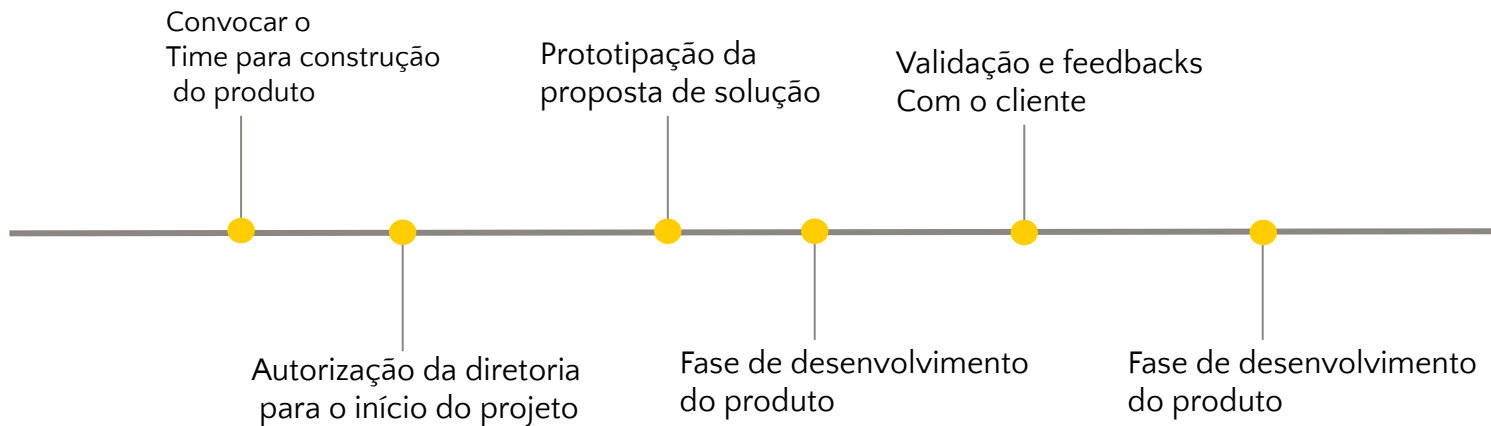 Convocar o
Time para construção
do produto
Autorização da diretoria
para o início do projeto
Prototipação da
proposta de solução
Fase de desenvolvimento
do produto
Validação e feedbacks
Com o cliente
Fase de desenvolvimento
do produto